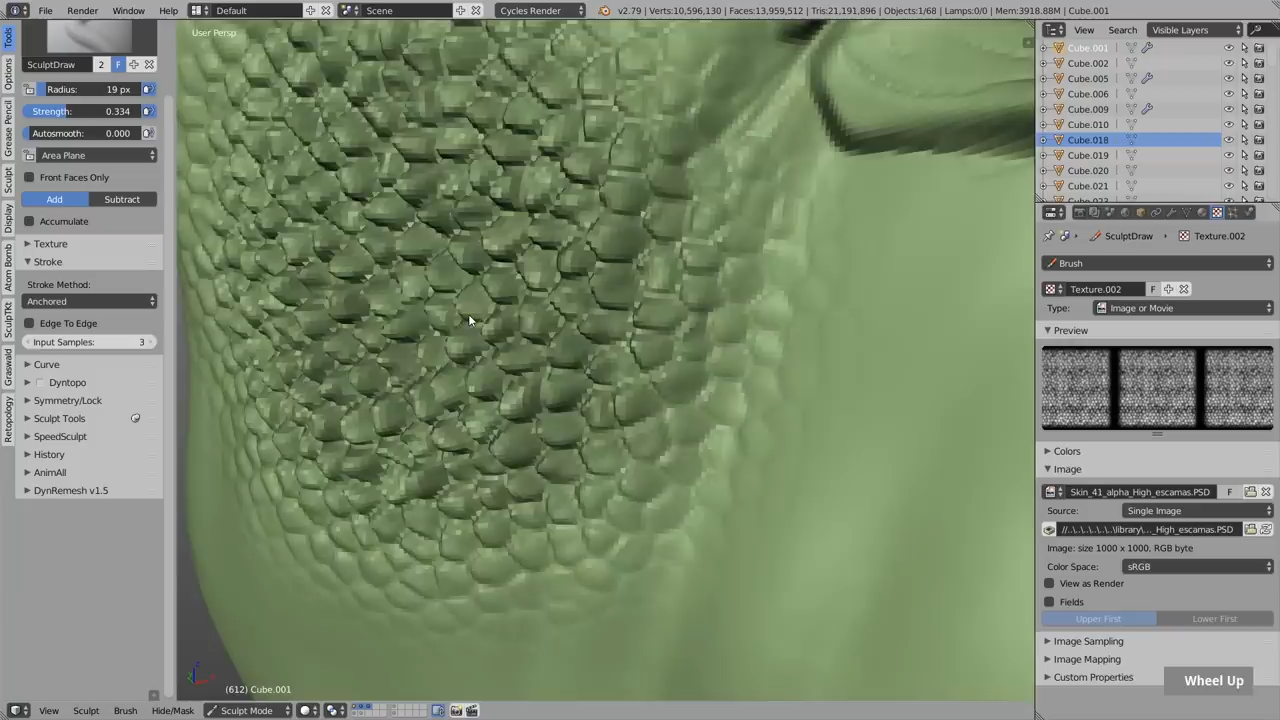 File Render Window Help Default Scene Cycles Render v2.79 | Verts:10,596,130 | Faces:13,959,512 | Tris:21,191,896 | Objects:1/68 | Lamps:0/0 | Mem:3918.88M | Cube.001
User Persp
SculptDraw 2 F
Radius: 19 px
Strength: 0.334
Autosmooth: 0.000
Area Plane
Front Faces Only
Add Subtract
Accumulate
Texture
Stroke
Stroke Method:
Anchored
Edge To Edge
Input Samples: 3
Curve
Dyntopo
Symmetry/Lock
Sculpt Tools
SpeedSculpt
History
AnimAll
DynRemesh v1.5
Tools
Options
Grease Pencil
Sculpt
Display
Atom Bomb
SculpTKt
Graswald
Retopology
(612) Cube.001
View Sculpt Brush Hide/Mask Sculpt Mode
View Search Visible Layers
Cube.001
Cube.002
Cube.005
Cube.006
Cube.009
Cube.010
Cube.018
Cube.019
Cube.020
Cube.021
SculptDraw Texture.002
Brush
Texture.002 F
Type: Image or Movie
Preview
Colors
Image
Skin_41_alpha_High_escamas.PSD F
Source: Single Image
//..\..\..\..\..\..\library\..._High_escamas.PSD
Image: size 1000 x 1000, RGB byte
Color Space: sRGB
View as Render
Fields
Upper First Lower First
Image Sampling
Image Mapping
Custom Properties
Wheel Up